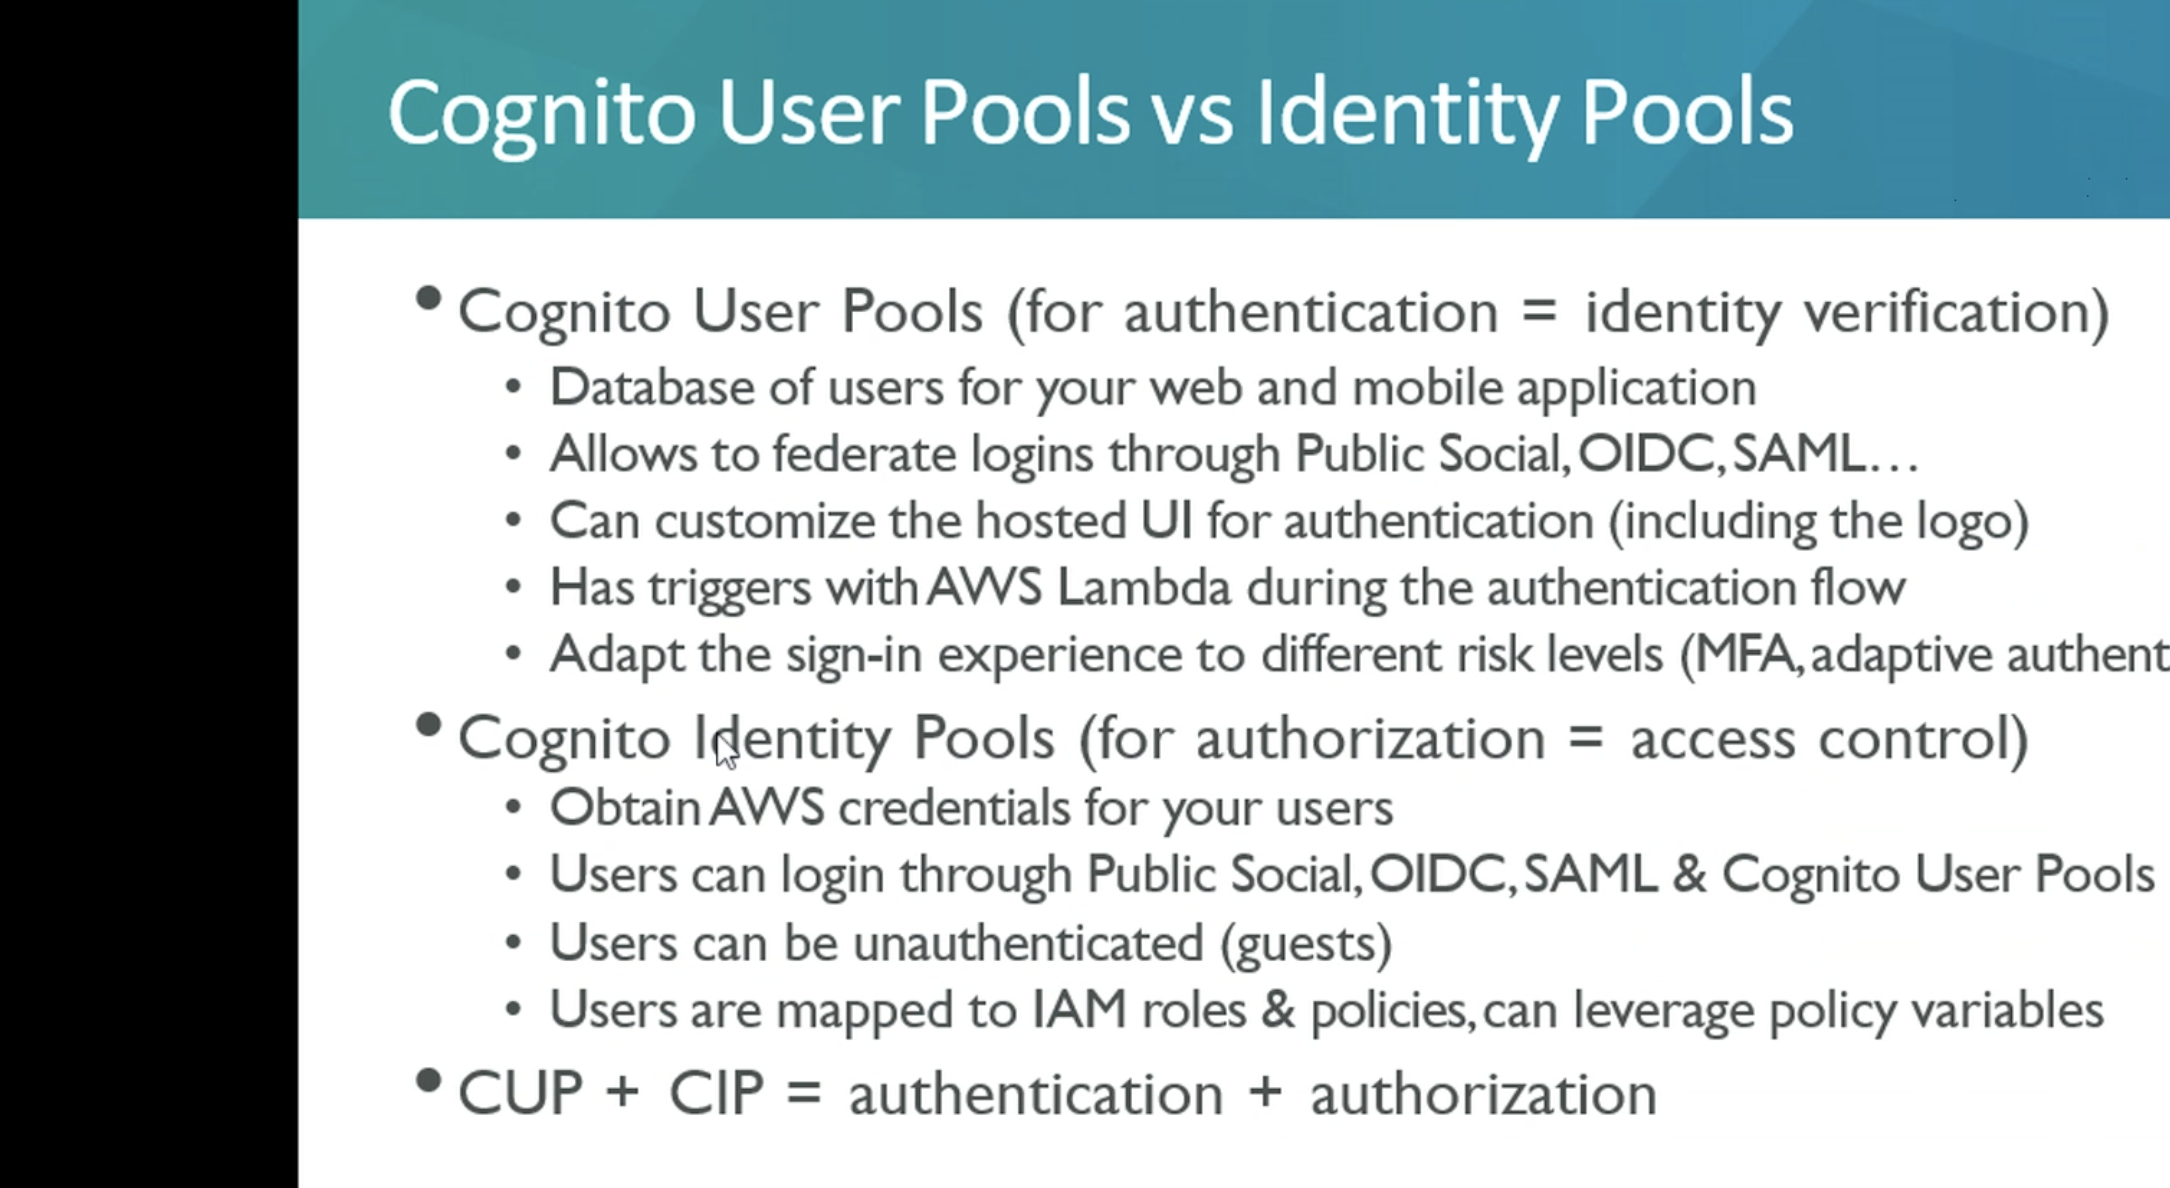 Cognito User Pools vs Identity Pools
• Cognito User Pools (for authentication = identity verification)
• Database of users for your web and mobile application
• Allows to federate logins through Public Social, OIDC, SAML…
• Can customize the hosted UI for authentication (including the logo)
• Has triggers with AWS Lambda during the authentication flow
• Adapt the sign-in experience to different risk levels (MFA, adaptive authent
• Cognito Identity Pools (for authorization = access control)
• Obtain AWS credentials for your users
• Users can login through Public Social, OIDC, SAML & Cognito User Pools
• Users can be unauthenticated (guests)
• Users are mapped to IAM roles & policies, can leverage policy variables
• CUP + CIP = authentication + authorization